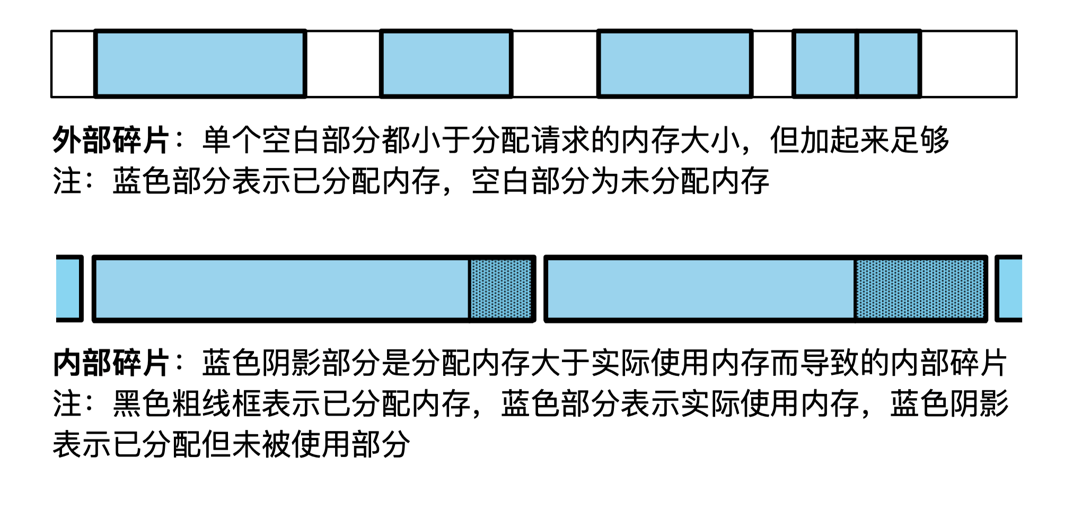 外部碎片：单个空白部分都小于分配请求的内存大小，但加起来足够
注：蓝色部分表示已分配内存，空白部分为未分配内存
内部碎片：蓝色阴影部分是分配内存大于实际使用内存而导致的内部碎片
注：黑色粗线框表示已分配内存，蓝色部分表示实际使用内存，蓝色阴影
表示已分配但未被使用部分